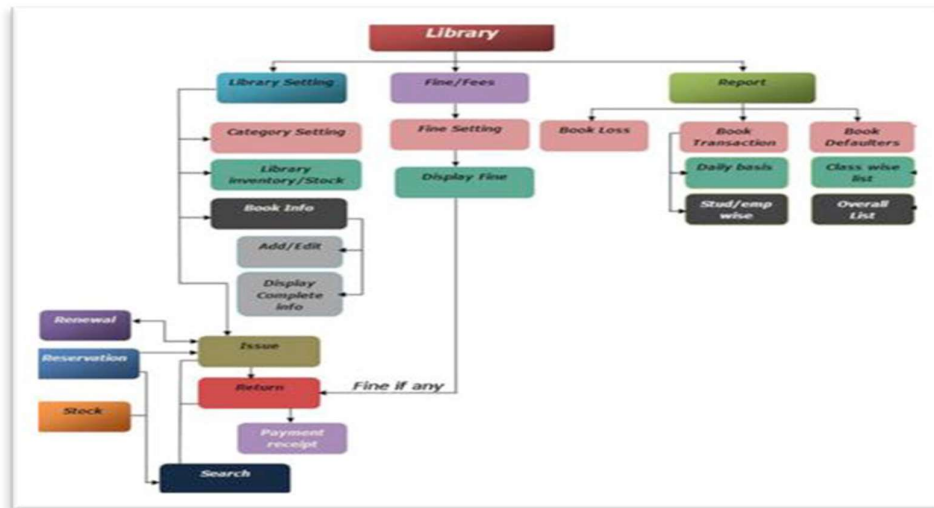 Library
Library Setting
Fine/Fees
Report
Category Setting
Fine Setting
Book Loss
Book
Transaction
Book
Defaulters
Library
inventory/Stock
Display Fine
Daily basis
Class wise
list
Book Info
Stud/emp
wise
Overall
List
Add/Edit
Display
Complete
info
Renewal
Issue
Reservation
Return
Fine if any
Stock
Payment
receipt
Search